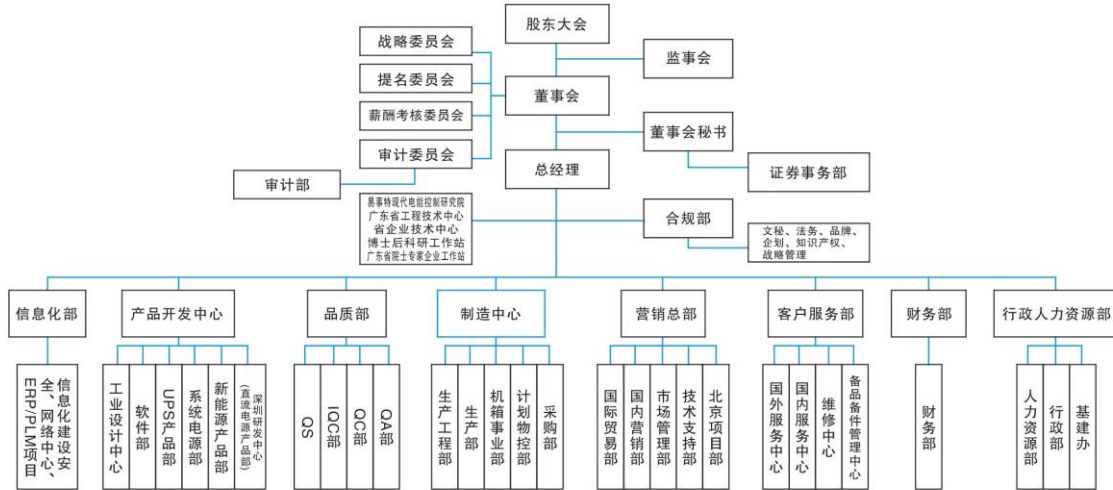 股东大会
战略委员会
监事会
提名委员会
董事会
薪酬考核委员会
董事会秘书
审计委员会
总经理
证券事务部
审计部
易事特现代电能控制研究院
广东省工程技术中心
省企业技术中心
博士后科研工作站
广东省院士专家企业工作站
合规部
文秘、法务、品牌、
企划、知识产权、
战略管理
信息化部
产品开发中心
品质部
制造中心
营销总部
客户服务部
财务部
行政人力资源部
信息化建设安
全、网络中心、
ERP/PLM项目
工业设计中心
软件部
UPS产品部
系统电源部
新能源产品部
深圳研发中心
(直流电源产品部)
QS
IQC部
QC部
QA部
生产工程部
生产部
机箱事业部
计划物控部
采购部
国际贸易部
国内营销部
市场管理部
技术支持部
北京项目部
国外服务中心
国内服务中心
维修中心
备品备件管理中心
财务部
人力资源部
行政部
基建办